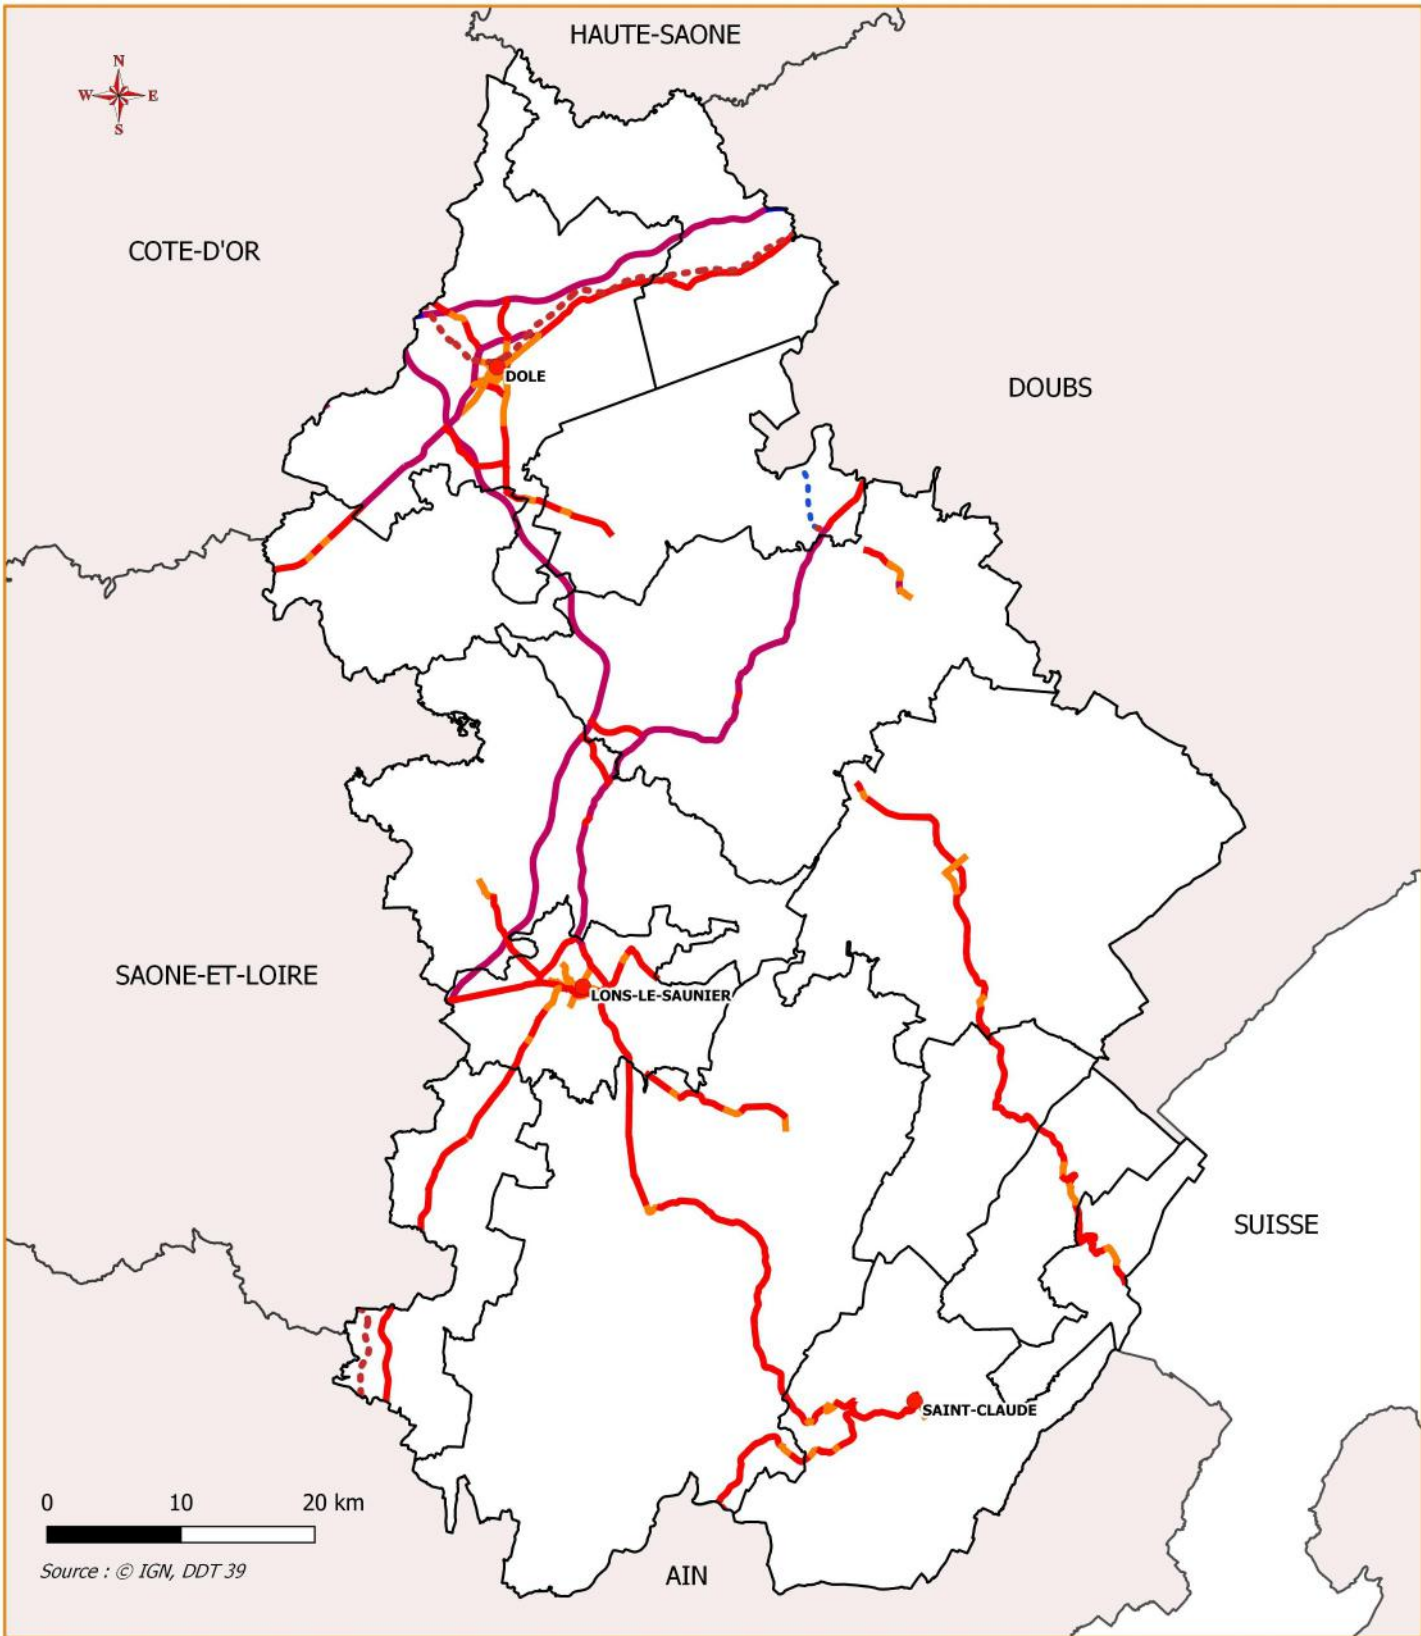 HAUTE-SAONE
N
W E
S
COTE-D'OR
DOLE
DOUBS
SAONE-ET-LOIRE
LONS-LE-SAUNIER
SUISSE
SAINT-CLAUDE
0 10 20 km
Source : © IGN, DDT 39
AIN